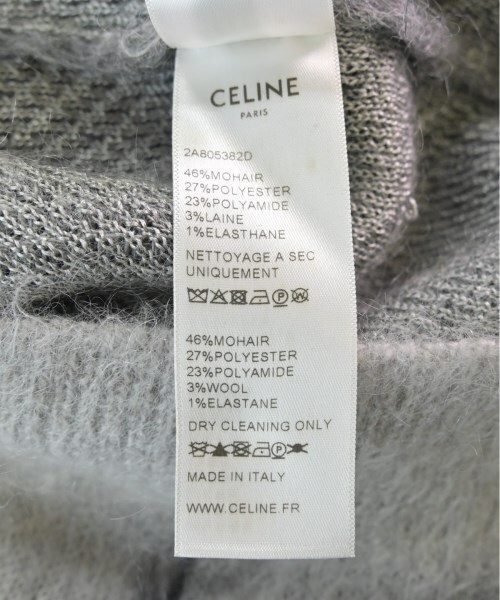 CELINE
PARIS
2A805382D
46%MOHAIR
27%POLYESTER
23%POLYAMIDE
3%LAINE
1%ELASTHANE
NETTOYAGE A SEC
UNIQUEMENT
46%MOHAIR
27%POLYESTER
23%POLYAMIDE
3%WOOL
1%ELASTANE
DRY CLEANING ONLY
MADE IN ITALY
WWW.CELINE.FR